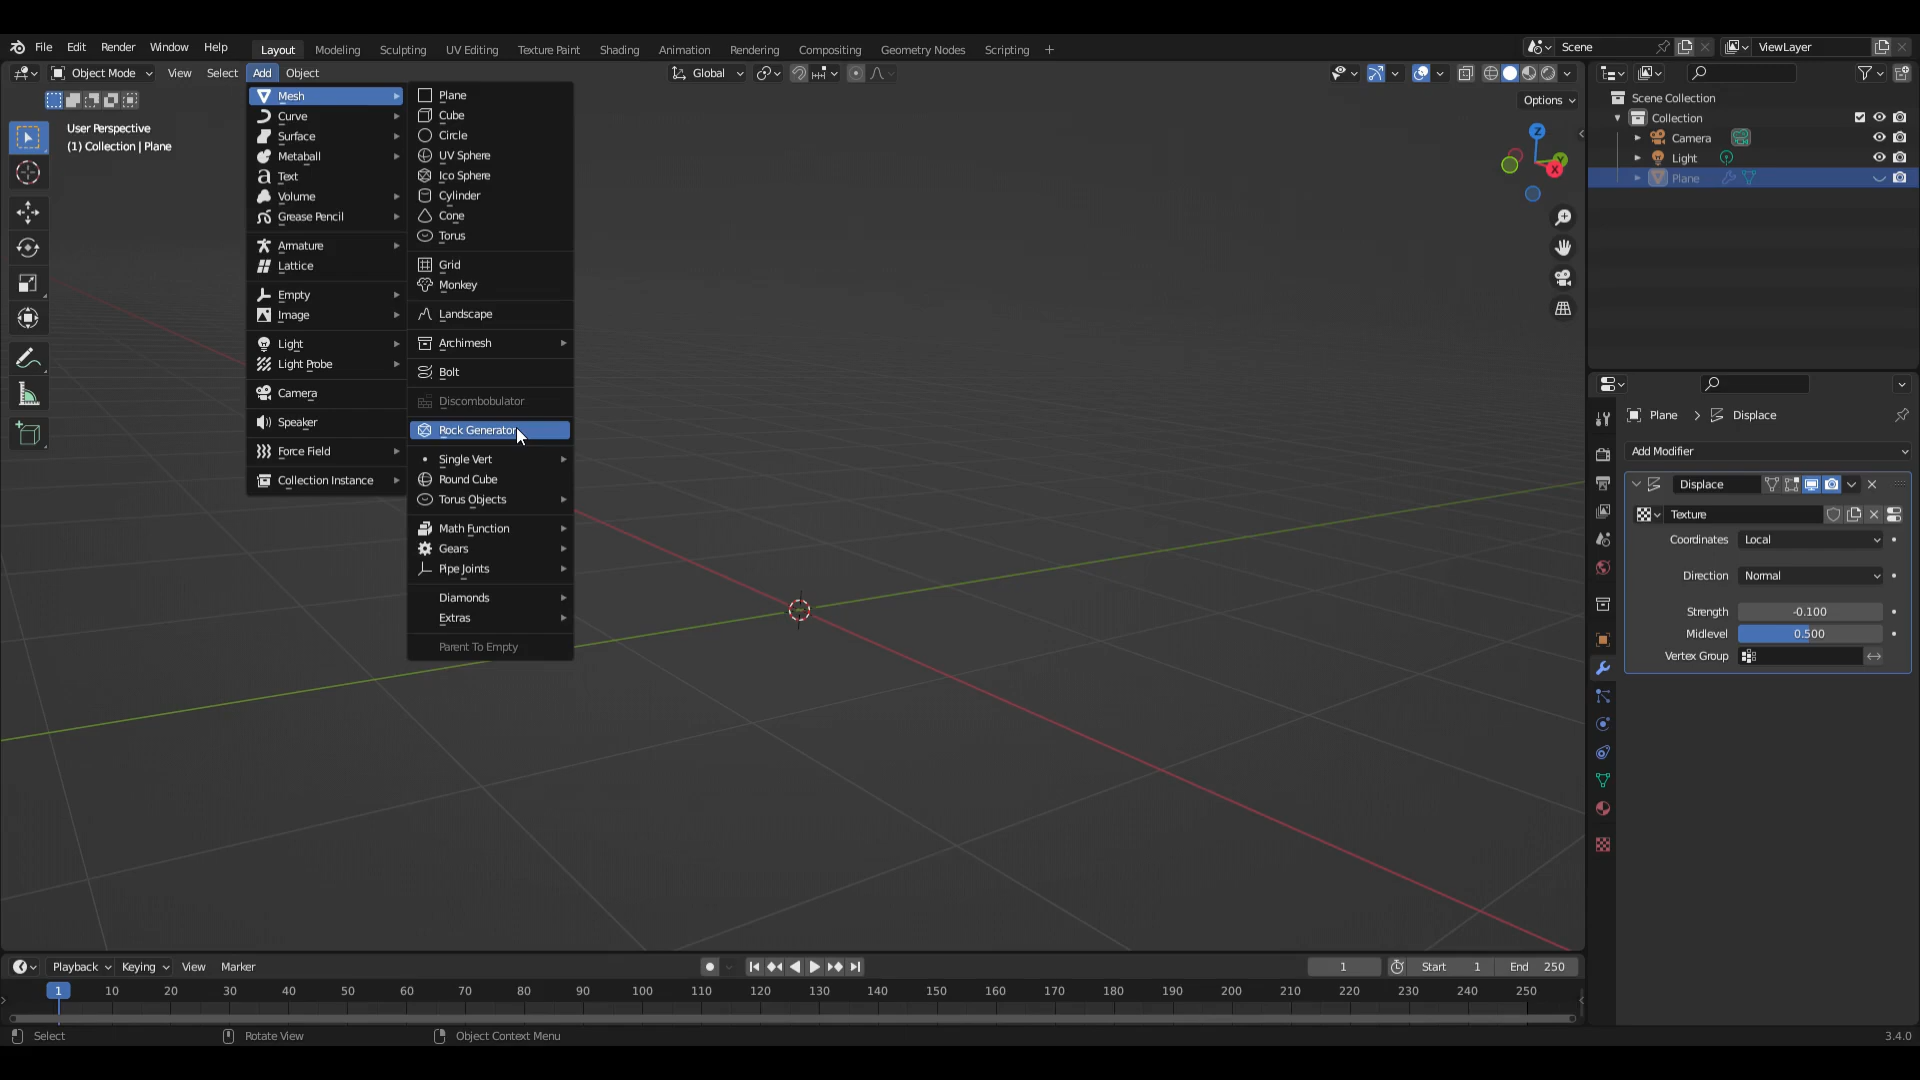 File Edit Render Window Help Layout Modeling Sculpting UV Editing Texture Paint Shading Animation Rendering Compositing Geometry Nodes Scripting + Scene ViewLayer
Object Mode View Select Add Object Global
Options
User Perspective
(1) Collection | Plane
Mesh
Curve
Surface
Metaball
Text
Volume
Grease Pencil
Armature
Lattice
Empty
Image
Light
Light Probe
Camera
Speaker
Force Field
Collection Instance
Plane
Cube
Circle
UV Sphere
Ico Sphere
Cylinder
Cone
Torus
Grid
Monkey
Landscape
Archimesh
Bolt
Discombobulator
Rock Generator
Single Vert
Round Cube
Torus Objects
Math Function
Gears
Pipe Joints
Diamonds
Extras
Parent To Empty
Z
Y
X
Scene Collection
Collection
Camera
Light
Plane
Plane > Displace
Add Modifier
Displace
Texture
Coordinates Local
Direction Normal
Strength -0.100
Midlevel 0.500
Vertex Group
Playback Keying View Marker 1 Start 1 End 250
1 10 20 30 40 50 60 70 80 90 100 110 120 130 140 150 160 170 180 190 200 210 220 230 240 250
Select Rotate View Object Context Menu 3.4.0